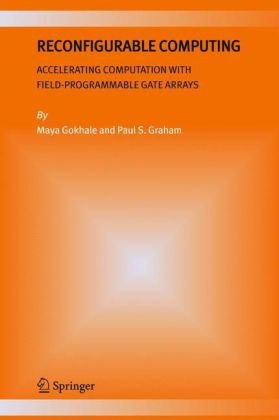 RECONFIGURABLE COMPUTING
ACCELERATING COMPUTATION WITH
FIELD-PROGRAMMABLE GATE ARRAYS
By
Maya Gokhale and Paul S. Graham
Springer